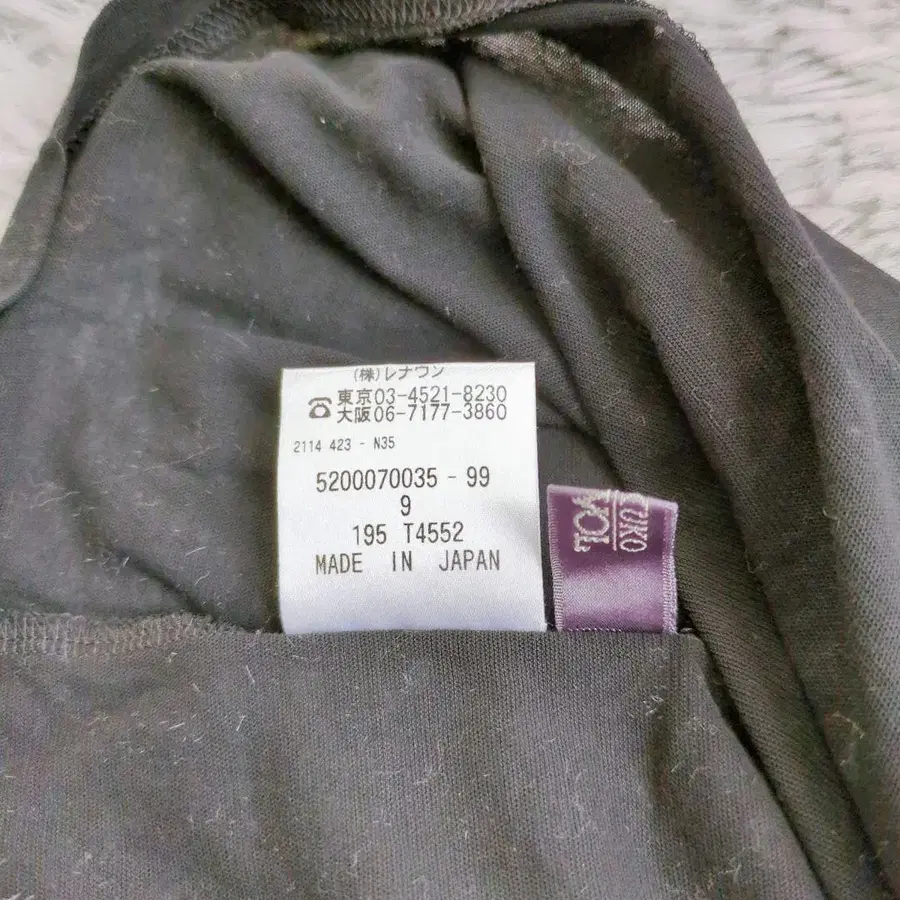 (株)レナウン
☎ 東京03-4521-8230
大阪06-7177-3860
2114 423 - N35
5200070035 - 99
9
195 T4552
MADE IN JAPAN